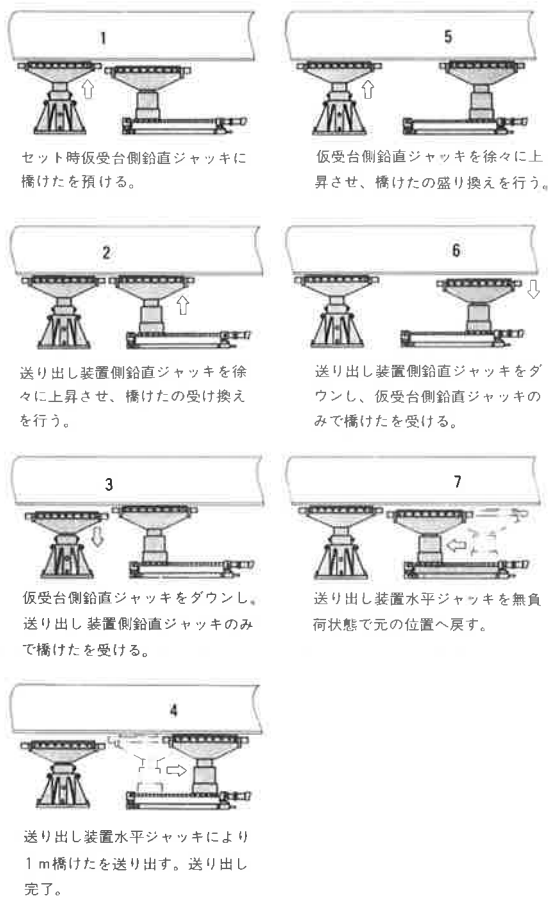 1
セット時仮受台側鉛直ジャッキに
橋けたを預ける。
2
送り出し装置側鉛直ジャッキを徐
々に上昇させ、橋けたの受け換え
を行う。
3
仮受台側鉛直ジャッキをダウンし。
送り出し装置側鉛直ジャッキのみ
で橋けたを受ける。
4
送り出し装置水平ジャッキにより
1m橋けたを送り出す。送り出し
完了。
5
仮受台側鉛直ジャッキを徐々に上
昇させ、橋けたの盛り換えを行う。
6
送り出し装置側鉛直ジャッキをダ
ウンし、仮受台側鉛直ジャッキの
みで橋けたを受ける。
7
送り出し装置水平ジャッキを無負
荷状態で元の位置へ戻す。